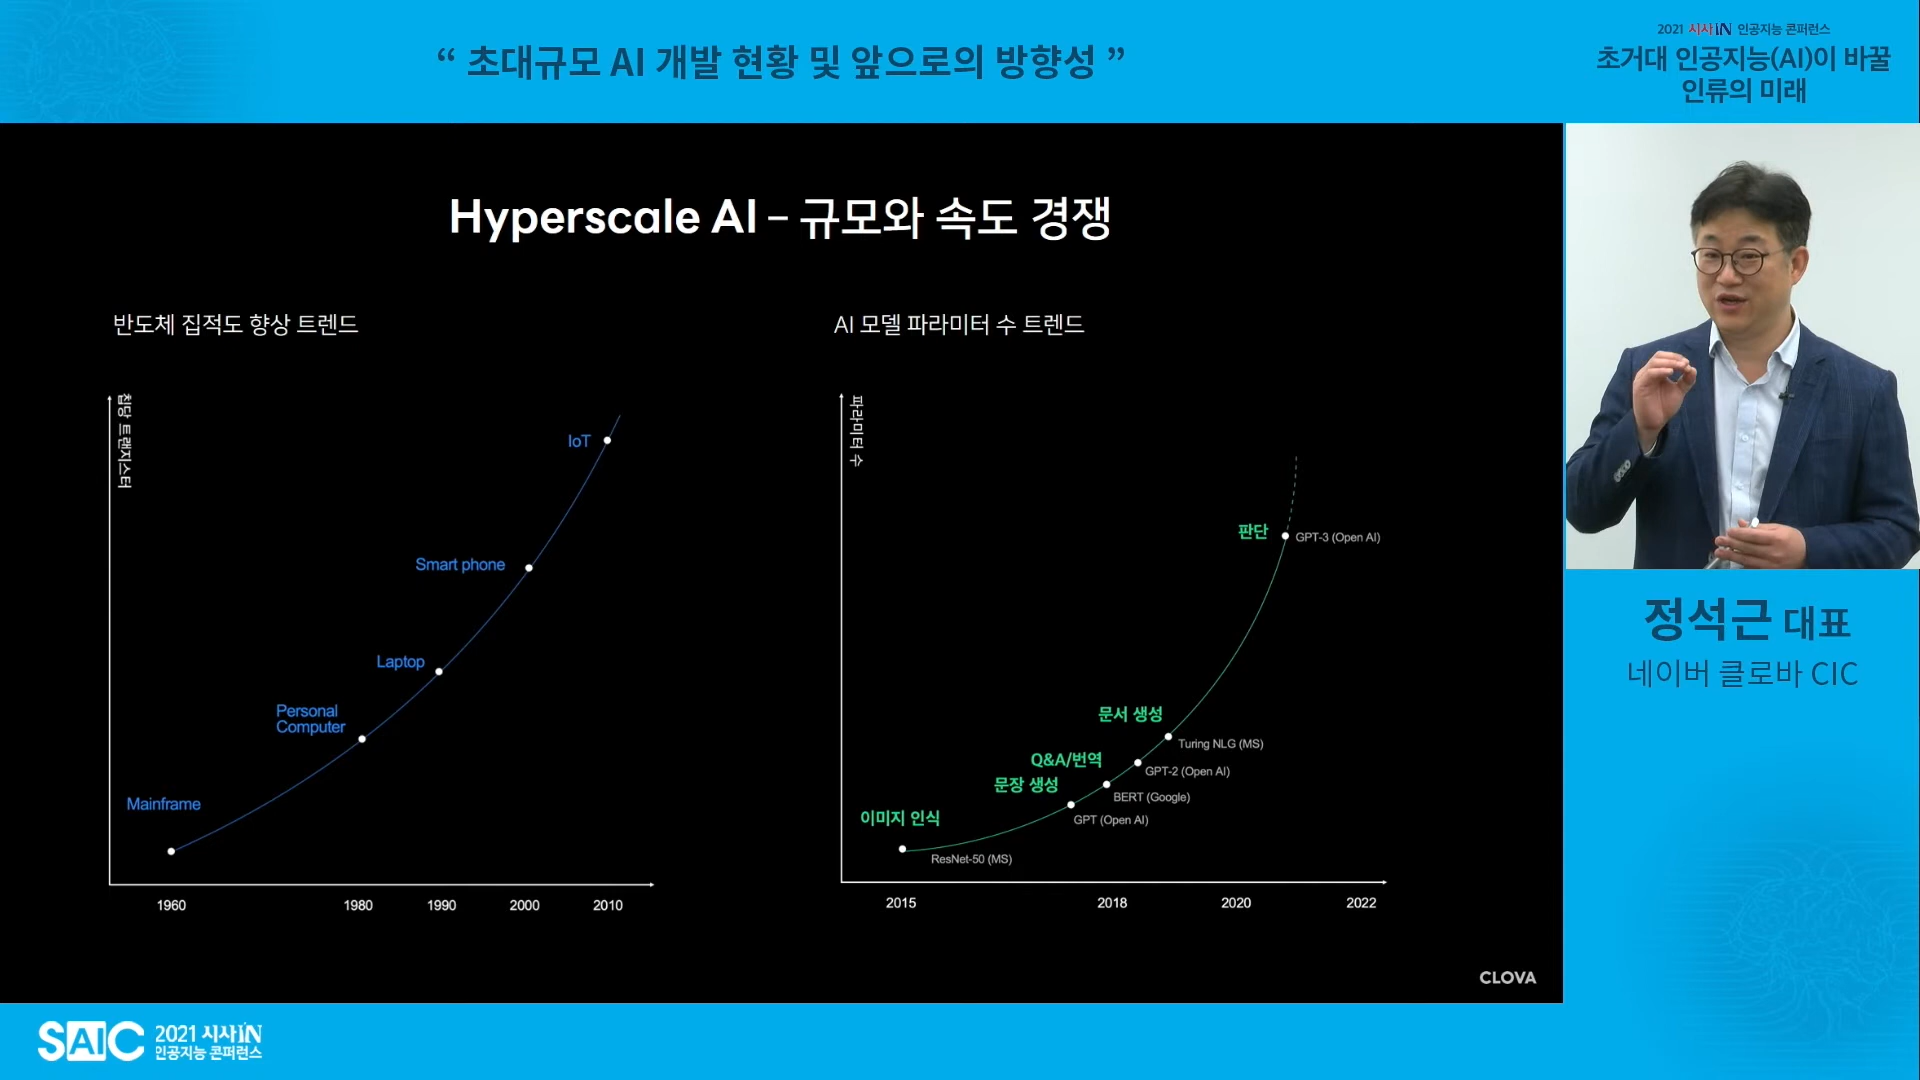 “ 초대규모 AI 개발 현황 및 앞으로의 방향성 ”
2021 시사IN 인공지능 콘퍼런스
초거대 인공지능(AI)이 바꿀
인류의 미래
Hyperscale AI – 규모와 속도 경쟁
반도체 집적도 향상 트렌드
칩당 트랜지스터
IoT
Smart phone
Laptop
Personal
Computer
Mainframe
1960 1980 1990 2000 2010
AI 모델 파라미터 수 트렌드
파라미터 수
판단
GPT-3 (Open AI)
문서 생성
Turing NLG (MS)
Q&A/번역
GPT-2 (Open AI)
문장 생성
BERT (Google)
이미지 인식
GPT (Open AI)
ResNet-50 (MS)
2015 2018 2020 2022
CLOVA
정석근 대표
네이버 클로바 CIC
SAIC 2021 시사IN
인공지능 콘퍼런스